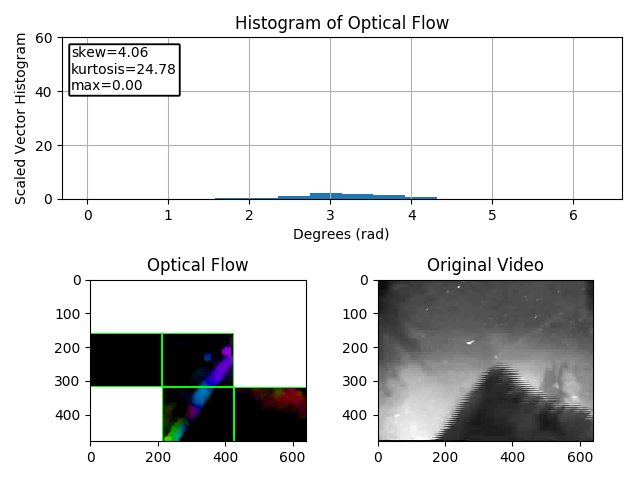 Histogram of Optical Flow
Scaled Vector Histogram
60
40
20
0
skew=4.06
kurtosis=24.78
max=0.00
0 1 2 3 4 5 6
Degrees (rad)
Optical Flow
0
100
200
300
400
0 200 400 600
Original Video
0
100
200
300
400
0 200 400 600